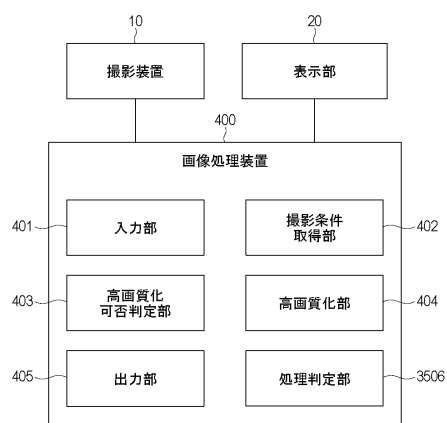 10
20
撮影装置
表示部
400
画像処理装置
401
入力部
撮影条件
取得部
402
403
高画質化
可否判定部
高画質化部
404
405
出力部
処理判定部
3506